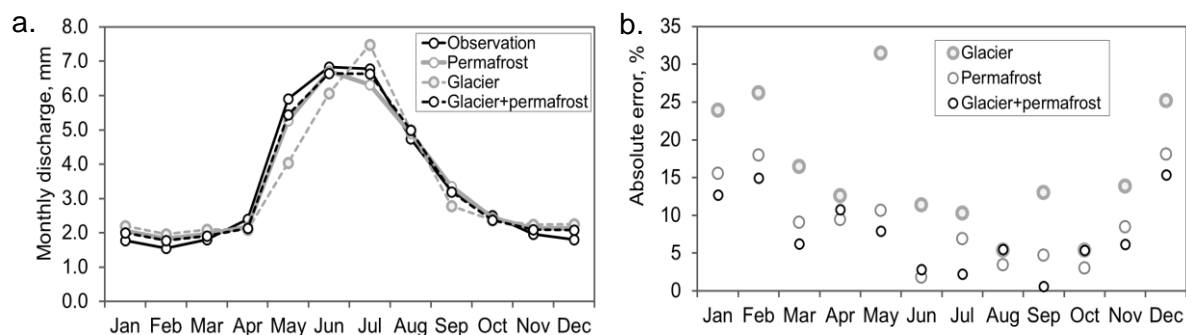 a.
Monthly discharge, mm
8.0
7.0
6.0
5.0
4.0
3.0
2.0
1.0
0.0
Observation
Permafrost
Glacier
Glacier+permafrost
Jan Feb Mar Apr May Jun Jul Aug Sep Oct Nov Dec
b.
Absolute error, %
35
30
25
20
15
10
5
0
Glacier
Permafrost
Glacier+permafrost
Jan Feb Mar Apr May Jun Jul Aug Sep Oct Nov Dec